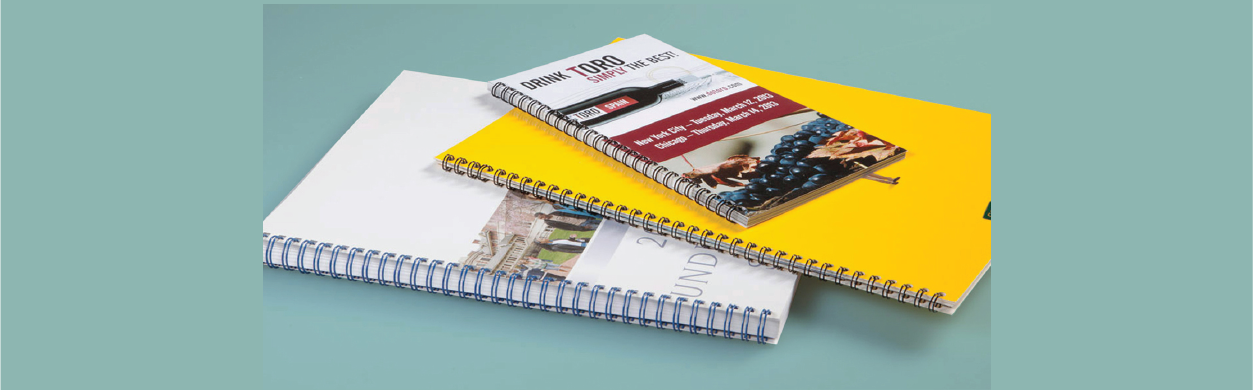 DRINK TORO
SIMPLY THE BEST!
TORO SPAIN
New York City – Tuesday, March 12, 2013
Chicago – Thursday, March 14, 2013